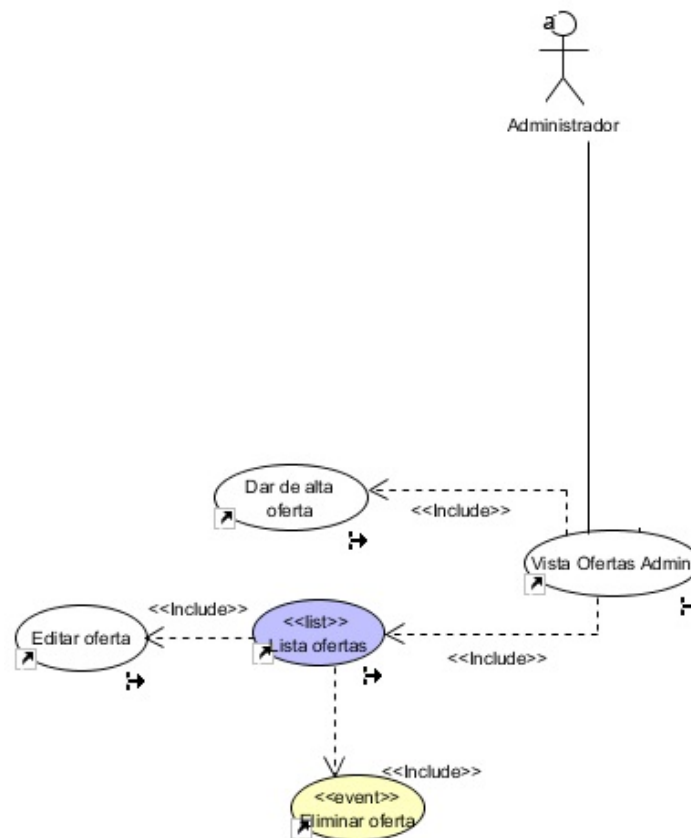 a
Administrador
Dar de alta
oferta
<<Include>>
Vista Ofertas Admin
<<Include>>
<<list>>
Lista ofertas
Editar oferta
<<Include>>
<<Include>>
<<event>>
Eliminar oferta